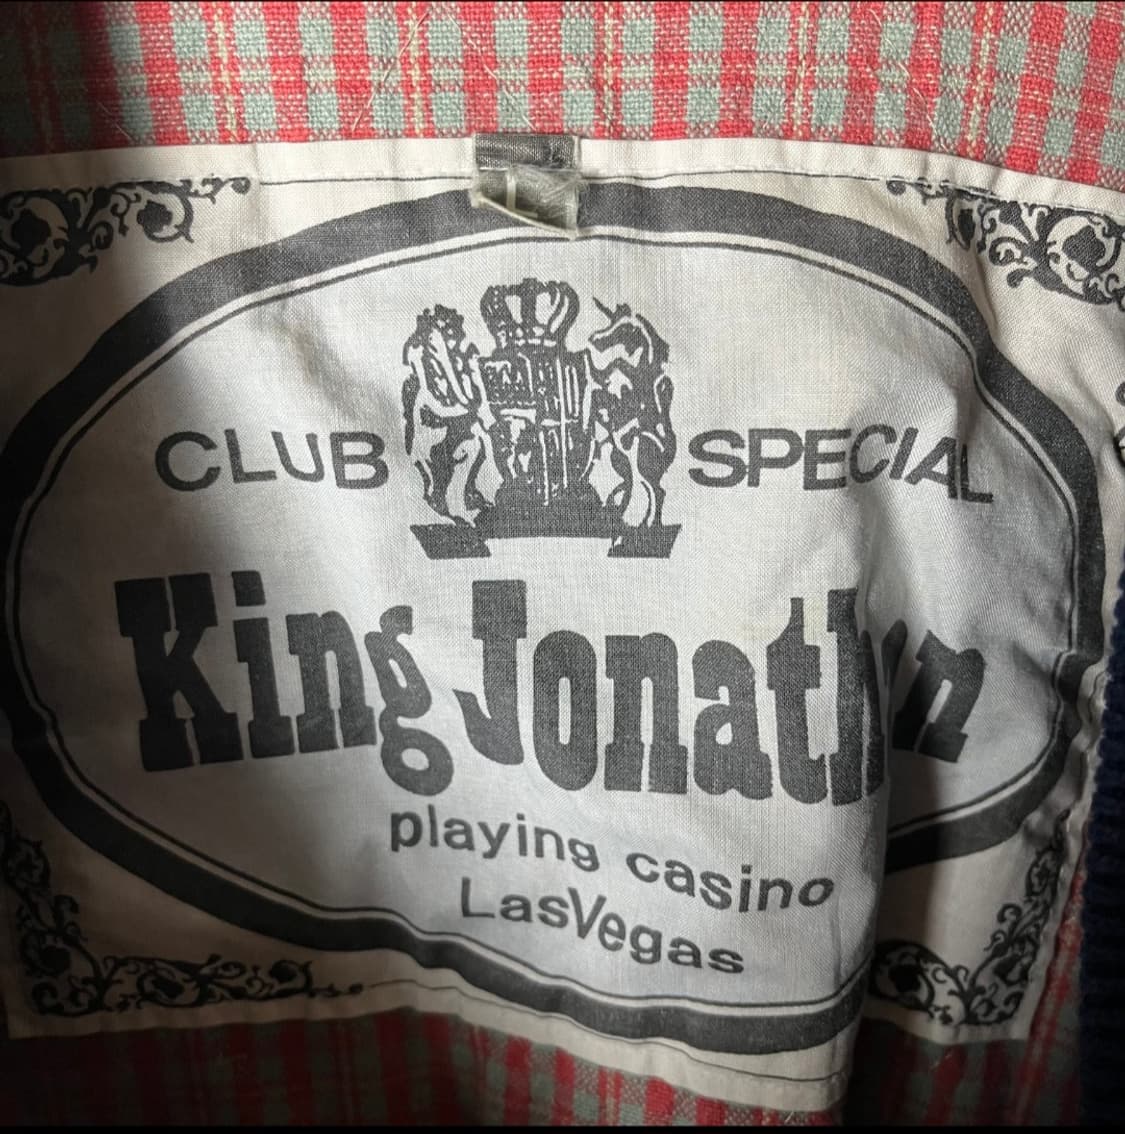 CLUB SPECIAL
King Jonathan
playing casino
LasVegas